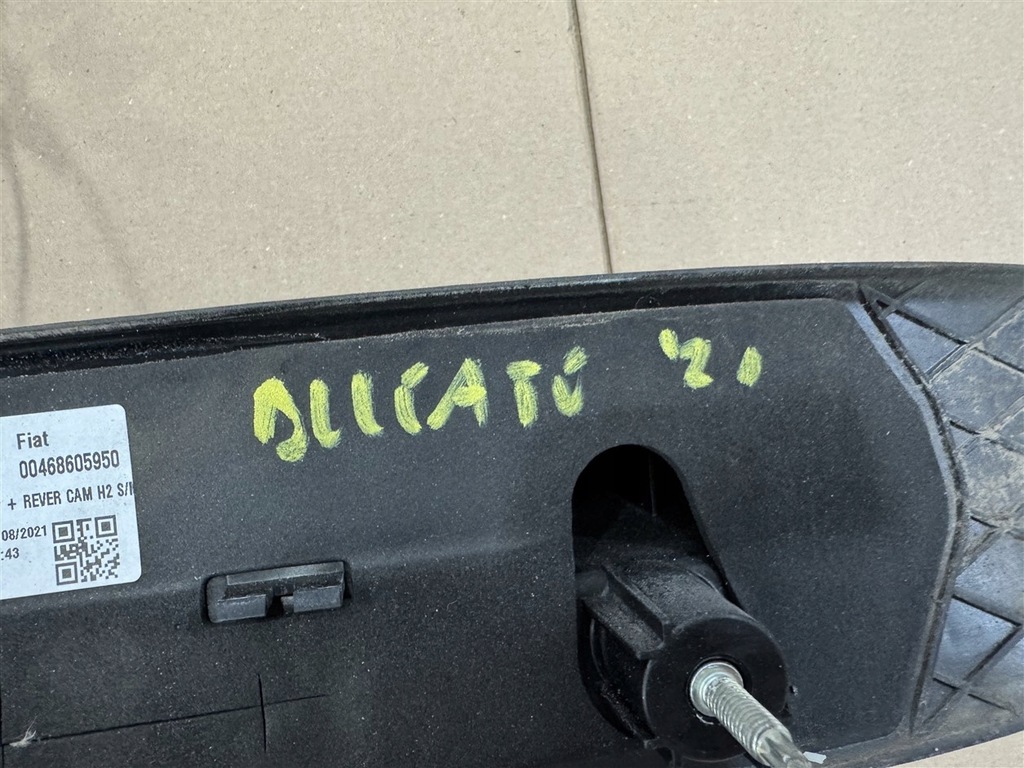 DUCATO '21
Fiat
00468605950
+ REVER CAM H2 S/
08/2021
:43